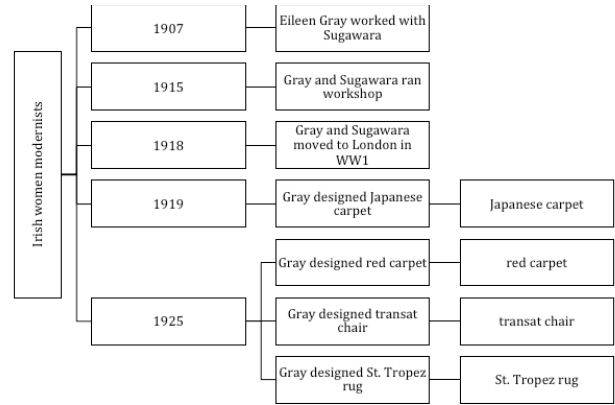 Irish women modernists
1907
Eileen Gray worked with
Sugawara
1915
Gray and Sugawara ran
workshop
1918
Gray and Sugawara
moved to London in
WW1
1919
Gray designed Japanese
carpet
Japanese carpet
1925
Gray designed red carpet
red carpet
Gray designed transat
chair
transat chair
Gray designed St. Tropez
rug
St. Tropez rug